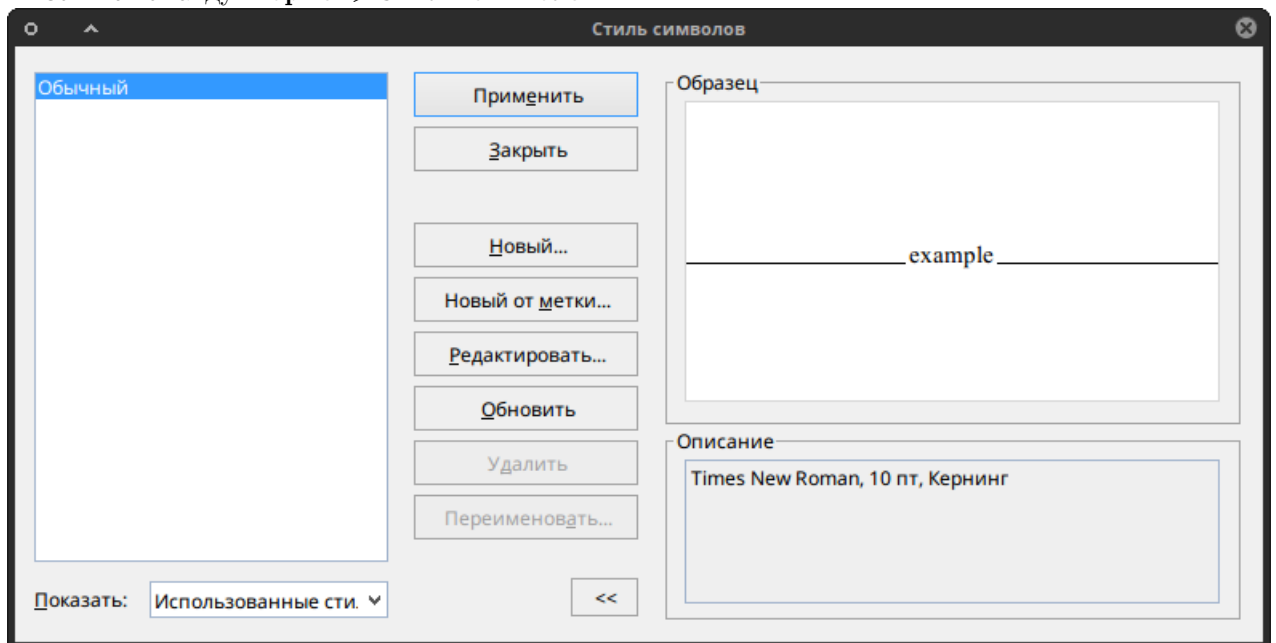 Стиль символов
Обычный
Применить
Закрыть
Новый...
Новый от метки...
Редактировать...
Обновить
Удалить
Переименовать...
<<
Показать:
Использованные сти.
Образец
example
Описание
Times New Roman, 10 пт, Кернинг